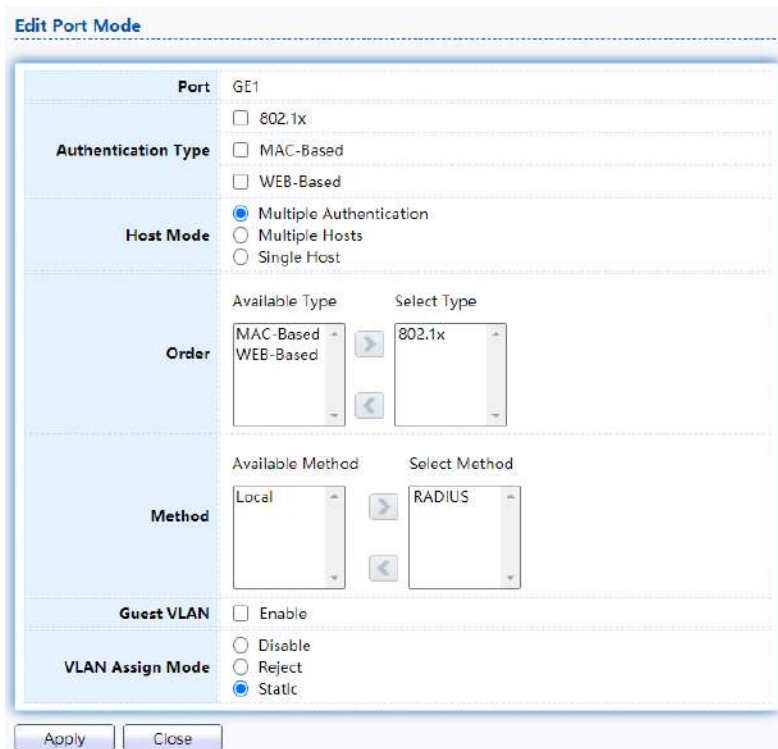 Edit Port Mode
Port GE1
Authentication Type
802.1x
MAC-Based
WEB-Based
Host Mode
Multiple Authentication
Multiple Hosts
Single Host
Order
Available Type Select Type
MAC-Based 802.1x
WEB-Based
Method
Available Method Select Method
Local RADIUS
Guest VLAN Enable
VLAN Assign Mode
Disable
Reject
Static
Apply Close